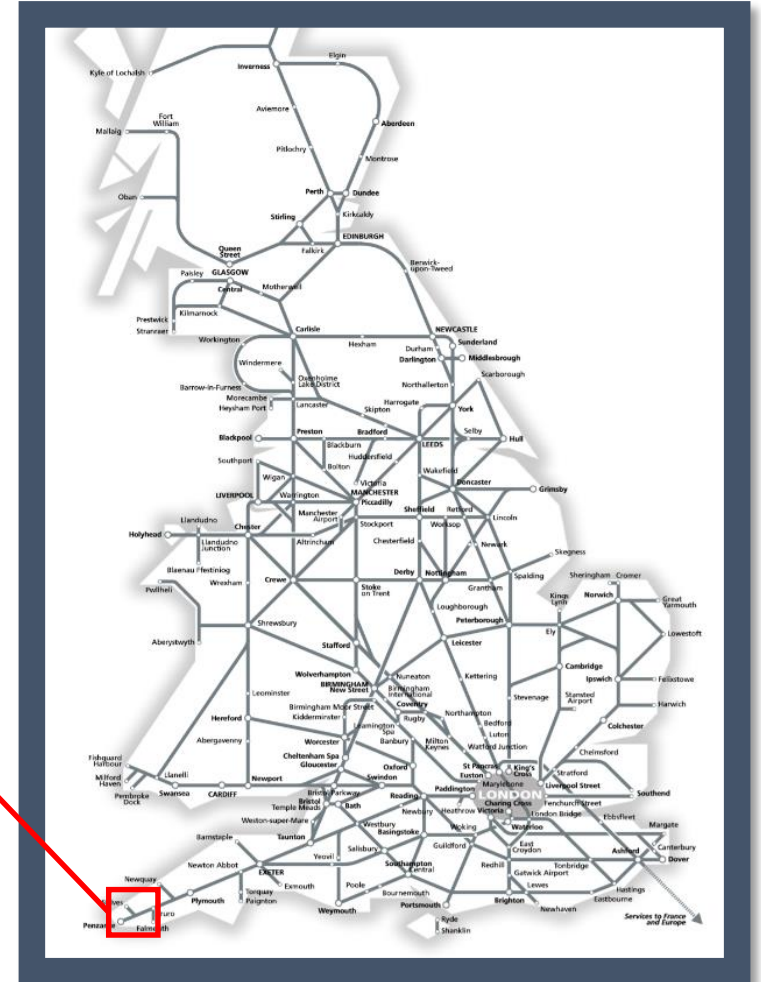 Elgin
Kyle of Lochalsh
Inverness
Aviemore
Fort
William
Aberdeen
Mallaig
Pitlochry
Montrose
Perth
Dundee
Oban
Stirling
Kirkcaldy
Queen
Street
EDINBURGH
Falkirk
Berwick-
upon-Tweed
Paisley
GLASGOW
Central
Motherwell
Prestwick
Kilmarnock
Stranraer
Carlisle
NEWCASTLE
Workington
Hexham
Sunderland
Durham
Darlington
Middlesbrough
Windermere
Oxenholme
Lake District
Northallerton
Scarborough
Barrow-in-Furness
Morecambe
Heysham Port
Lancaster
Harrogate
York
Skipton
Blackpool
Preston
Bradford
LEEDS
Selby
Hull
Blackburn
Huddersfield
Southport
Bolton
Victoria
Wakefield
Wigan
MANCHESTER
Piccadilly
Doncaster
Grimsby
LIVERPOOL
Warrington
Manchester
Airport
Sheffield
Retford
Llandudno
Stockport
Worksop
Lincoln
Holyhead
Chester
Llandudno
Junction
Altrincham
Chesterfield
Newark
Skegness
Blaenau Ffestiniog
Wrexham
Crewe
Stoke
on Trent
Derby
Nottingham
Grantham
Spalding
Sheringham
Cromer
Pwllheli
Loughborough
Kings
Lynn
Norwich
Great
Yarmouth
Shrewsbury
Peterborough
Ely
Lowestoft
Aberystwyth
Stafford
Leicester
Wolverhampton
BIRMINGHAM
New Street
Nuneaton
Birmingham
International
Kettering
Cambridge
Ipswich
Felixstowe
Leominster
Birmingham Moor Street
Coventry
Stevenage
Stansted
Airport
Harwich
Hereford
Kidderminster
Rugby
Northampton
Leamington
Spa
Bedford
Colchester
Abergavenny
Worcester
Banbury
Milton
Keynes
Luton
Watford Junction
Chelmsford
Cheltenham Spa
Gloucester
Oxford
St Pancras
Euston
King's
Cross
Stratford
Fishguard
Harbour
Llanelli
Newport
Swindon
Marylebone
Liverpool Street
Milford
Haven
Pembroke
Dock
Swansea
CARDIFF
Bristol Parkway
Reading
Paddington
LONDON
Southend
Bristol
Temple Meads
Bath
Newbury
Heathrow
Victoria
Charing Cross
Fenchurch Street
London Bridge
Ebbsfleet
Weston-super-Mare
Westbury
Basingstoke
Waterloo
Margate
Barnstaple
Taunton
Woking
East
Croydon
Canterbury
Yeovil
Salisbury
Guildford
Ashford
Dover
Newton Abbot
EXETER
Southampton
Central
Redhill
Tonbridge
Gatwick Airport
Newquay
Exmouth
Poole
Lewes
Hastings
Torquay
Paignton
Bournemouth
Eastbourne
Plymouth
Weymouth
Portsmouth
Brighton
Newhaven
Ryde
Shanklin
Services to France
and Europe